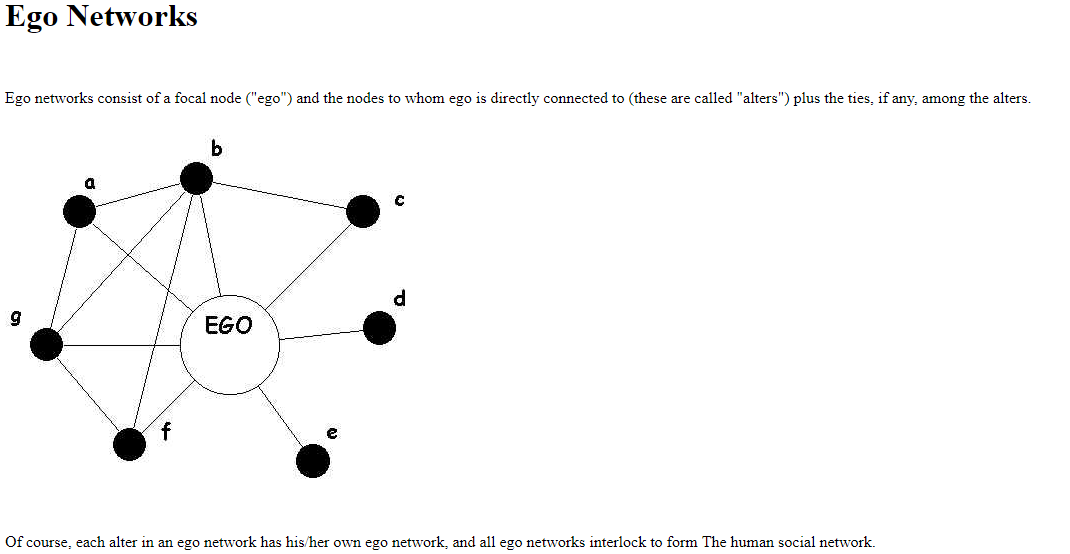 Ego Networks
Ego networks consist of a focal node ("ego") and the nodes to whom ego is directly connected to (these are called "alters") plus the ties, if any, among the alters.
b
a
c
d
g
EGO
f
e
Of course, each alter in an ego network has his/her own ego network, and all ego networks interlock to form The human social network.